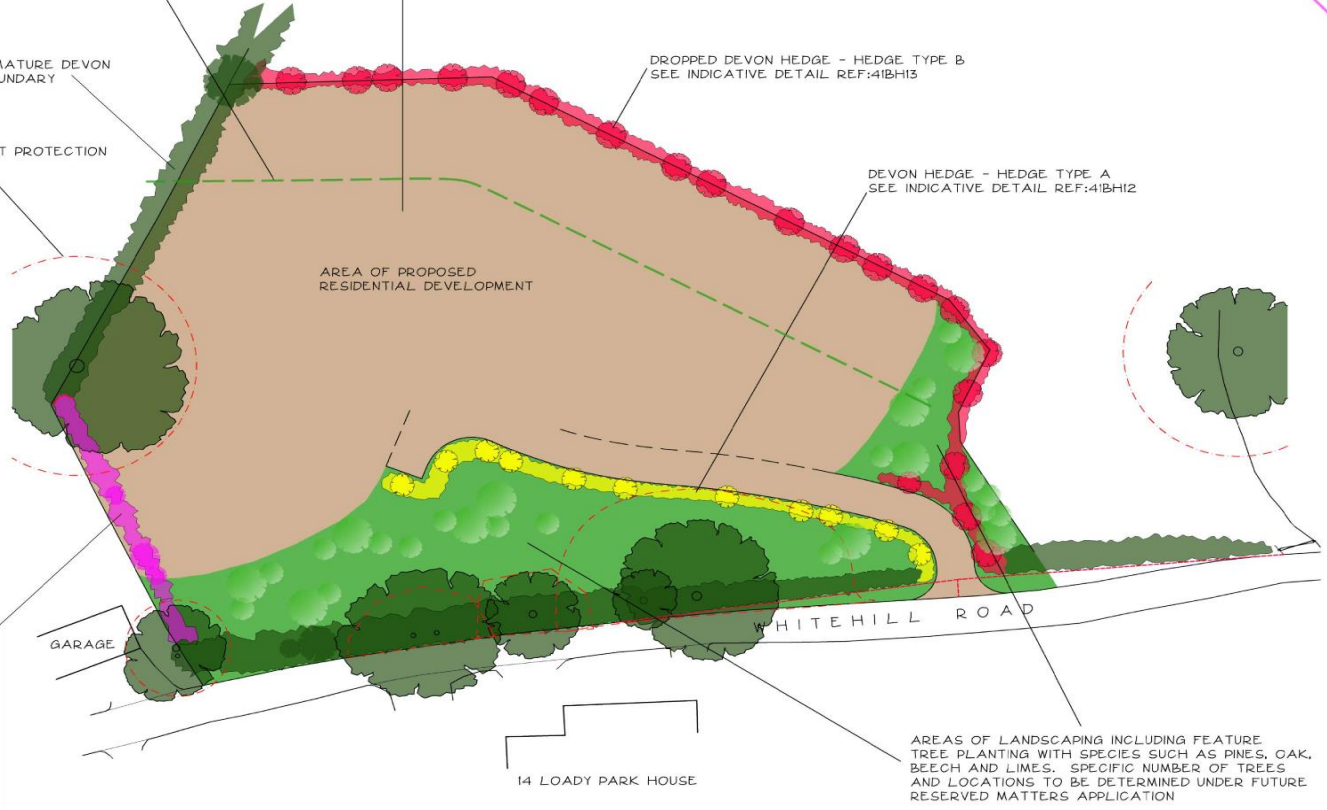 MATURE DEVON
DROPPED DEVON HEDGE - HEDGE TYPE B
SEE INDICATIVE DETAIL REF:41BH13
PROTECTION
DEVON HEDGE - HEDGE TYPE A
SEE INDICATIVE DETAIL REF:41BH12
AREA OF PROPOSED
RESIDENTIAL DEVELOPMENT
WHITEHILL ROAD
GARAGE
14 LOADY PARK HOUSE
AREAS OF LANDSCAPING INCLUDING FEATURE
TREE PLANTING WITH SPECIES SUCH AS PINES, OAK,
BEECH AND LIMES. SPECIFIC NUMBER OF TREES
AND LOCATIONS TO BE DETERMINED UNDER FUTURE
RESERVED MATTERS APPLICATION